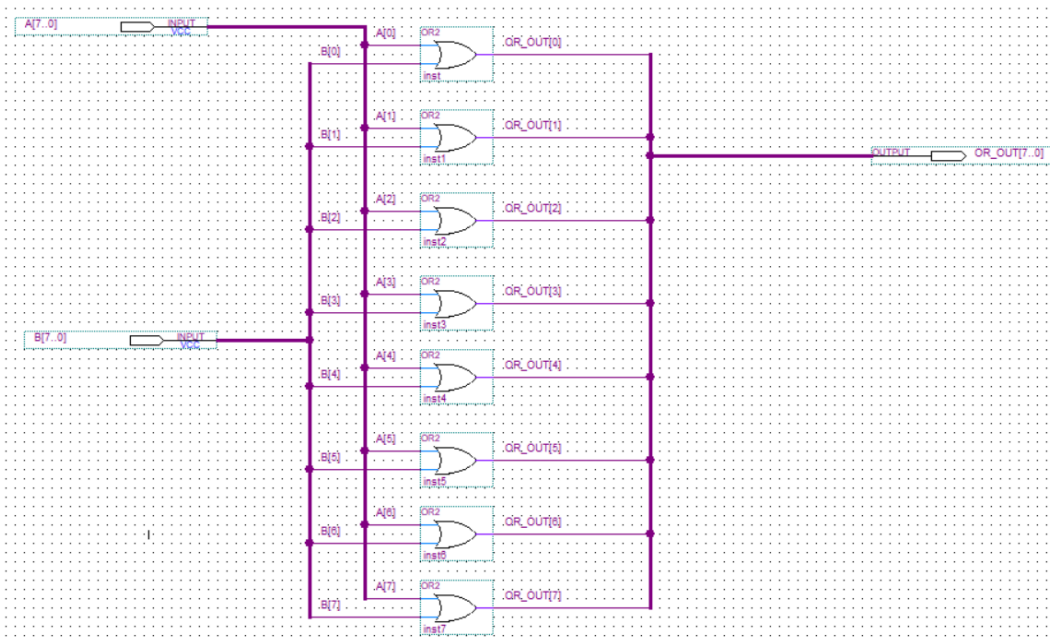 A[7..0] INPUT
VCC
A[0] OR2 OR_OUT[0]
B[0]
inst
A[1] OR2 OR_OUT[1]
B[1]
inst1
OUTPUT OR_OUT[7..0]
A[2] OR2 OR_OUT[2]
B[2]
inst2
A[3] OR2 OR_OUT[3]
B[3]
inst3
B[7..0] INPUT
VCC
A[4] OR2 OR_OUT[4]
B[4]
inst4
A[5] OR2 OR_OUT[5]
B[5]
inst5
A[6] OR2 OR_OUT[6]
B[6]
inst6
A[7] OR2 OR_OUT[7]
B[7]
inst7